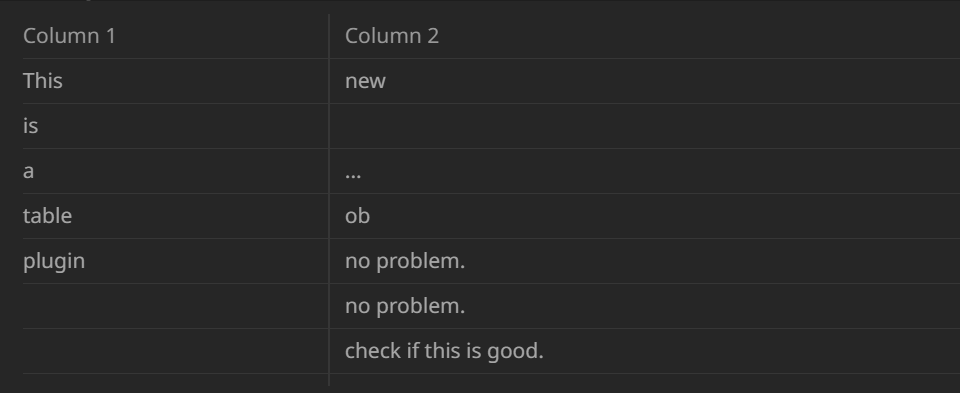 Column 1 Column 2
This new
is
a ...
table ob
plugin no problem.
no problem.
check if this is good.